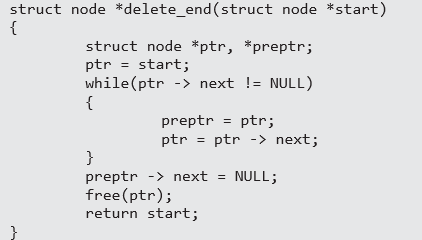 struct node *delete_end(struct node *start)
{
        struct node *ptr, *preptr;
        ptr = start;
        while(ptr -> next != NULL)
        {
                preptr = ptr;
                ptr = ptr -> next;
        }
        preptr -> next = NULL;
        free(ptr);
        return start;
}